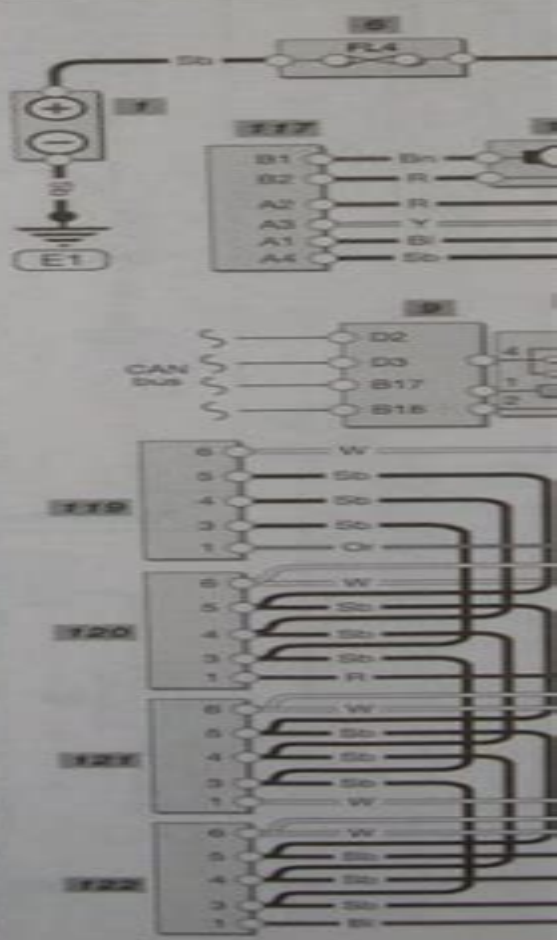 6
FL4
Sb
1
117
B1 Bn
B2 R
A2 R
A3 Y
A1 Bl
A4 Sb
E1
9
D2
D3
CAN
bus
B17
B18
4
1
2
6 W
5 Sb
4 Sb
119
3 Sb
1 Or
6 W
5 Sb
120
4 Sb
3 Sb
1 R
6 W
5 Sb
121
4 Sb
3 Sb
1 W
6 W
5 Sb
122
4 Sb
3 Sb
1 Bl